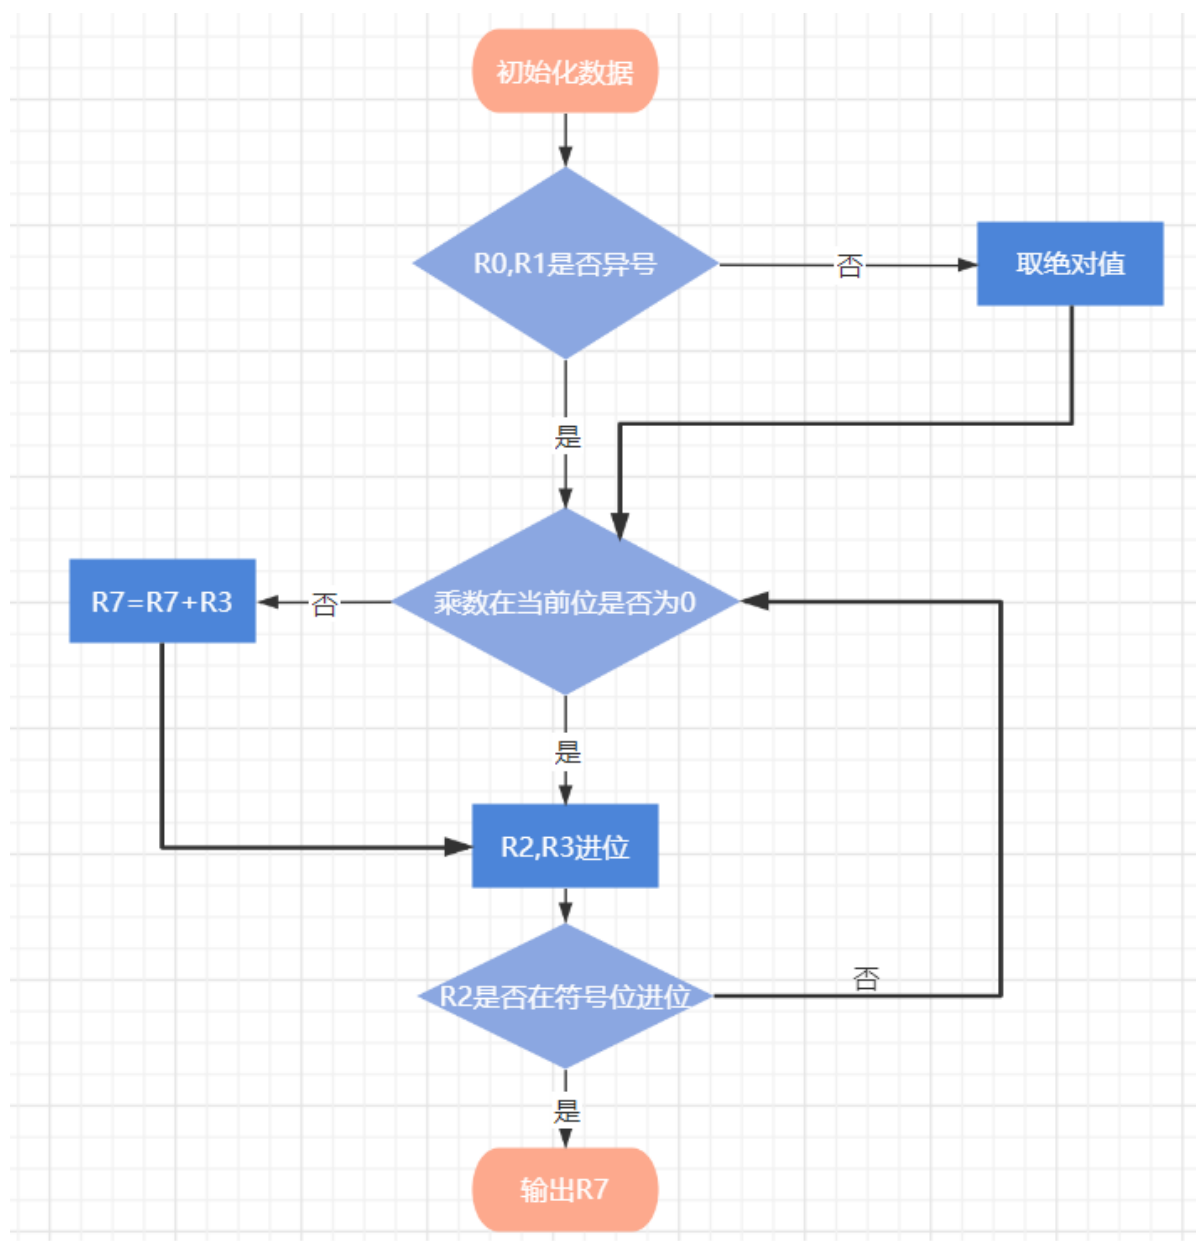 初始化数据
R0,R1是否异号
否
取绝对值
是
R7=R7+R3
否
乘数在当前位是否为0
是
R2,R3进位
否
R2是否在符号位进位
是
输出R7